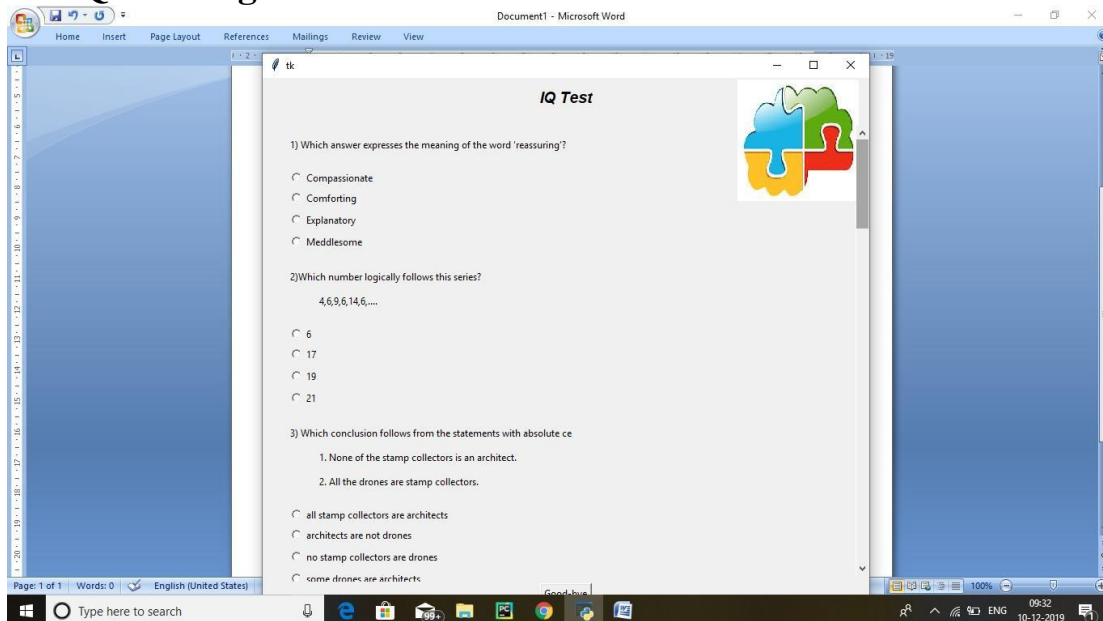 Document1 - Microsoft Word
Home Insert Page Layout References Mailings Review View
tk
IQ Test
1) Which answer expresses the meaning of the word 'reassuring'?
Compassionate
Comforting
Explanatory
Meddlesome
2)Which number logically follows this series?
4,6,9,6,14,6,....
6
17
19
21
3) Which conclusion follows from the statements with absolute ce
1. None of the stamp collectors is an architect.
2. All the drones are stamp collectors.
all stamp collectors are architects
architects are not drones
no stamp collectors are drones
some drones are architects
Good-bye
Page: 1 of 1 Words: 0 English (United States) 100%
Type here to search 99+ PC ENG 09:32
10-12-2019